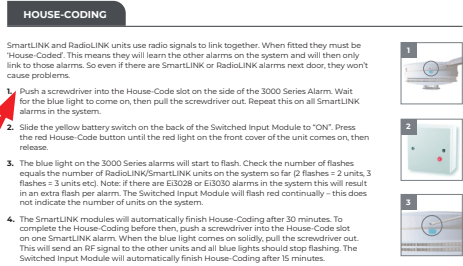 HOUSE-CODING
SmartLINK and RadioLINK units use radio signals to link together. When fitted they must be
'House-Coded'. This means they will learn the other alarms on the system and will then only
link to those alarms. So even if there are SmartLINK or RadioLINK alarms next door, they won't
cause problems.
1. Push a screwdriver into the House-Code slot on the side of the 3000 Series Alarm. Wait
for the blue light to come on, then pull the screwdriver out. Repeat this on all SmartLINK
alarms in the system.
1
2. Slide the yellow battery switch on the back of the Switched Input Module to "ON". Press
the red House-Code button until the red light on the front cover of the unit comes on, then
release.
2
3. The blue light on the 3000 Series alarms will start to flash. Check the number of flashes
equals the number of RadioLINK/SmartLINK units on the system so far (2 flashes = 2 units, 3
flashes = 3 units etc). Note: if there are Ei3028 or Ei3030 alarms in the system this will result
in an extra flash per alarm. The Switched Input Module will flash red continually – this does
not indicate the number of units on the system.
3
4. The SmartLINK modules will automatically finish House-Coding after 30 minutes. To
complete the House-Coding before then, push a screwdriver into the House-Code slot
on one SmartLINK alarm. When the blue light comes on solidly, pull the screwdriver out.
This will send an RF signal to the other units and all blue lights should stop flashing. The
Switched Input Module will automatically finish House-Coding after 15 minutes.